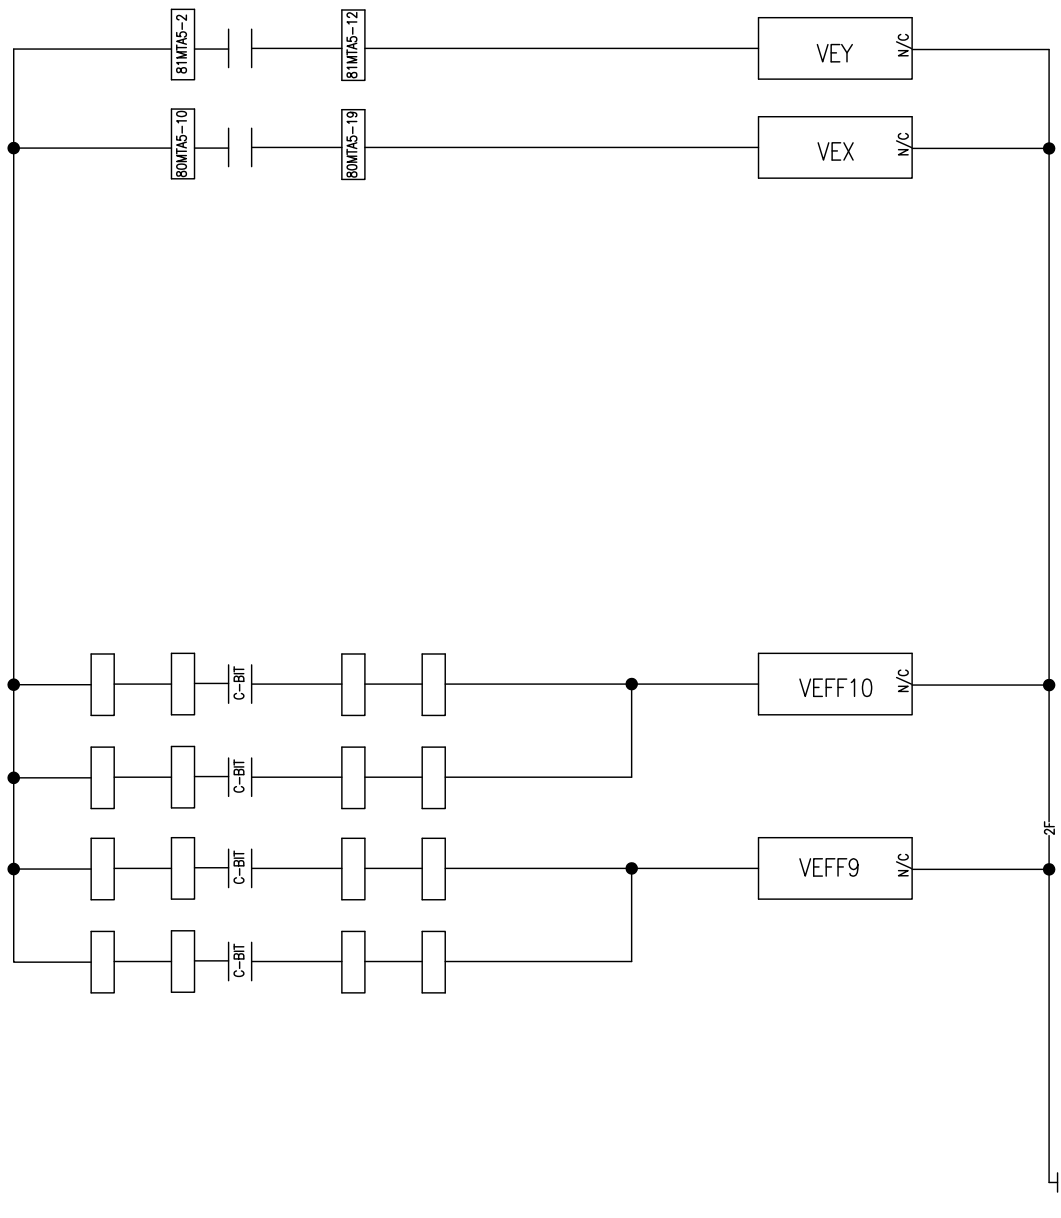 81MTA5-2
81MTA5-12
VEY
N/C
80MTA5-10
80MTA5-19
VEX
N/C
C-BIT
VEFF10
N/C
C-BIT
2F
C-BIT
VEFF9
N/C
C-BIT